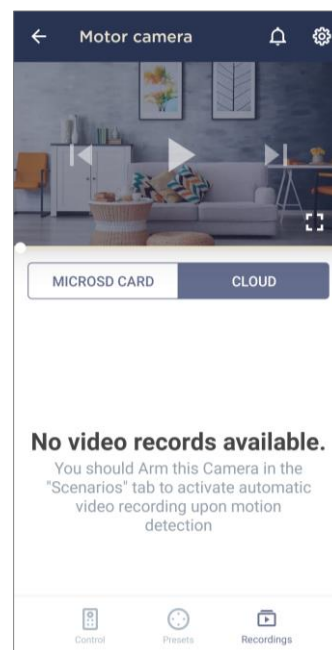 Motor camera
MICROSD CARD
CLOUD
No video records available.
You should Arm this Camera in the
"Scenarios" tab to activate automatic
video recording upon motion
detection
Control
Presets
Recordings